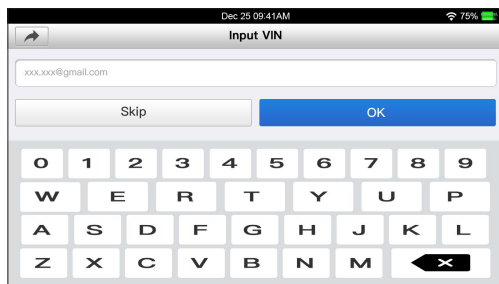 Dec 25 09:41AM 75%
Input VIN
xxx.xxx@gmail.com
Skip OK
0 1 2 3 4 5 6 7 8 9
W E R T Y U P
A S D F G H J K L
Z X C V B N M